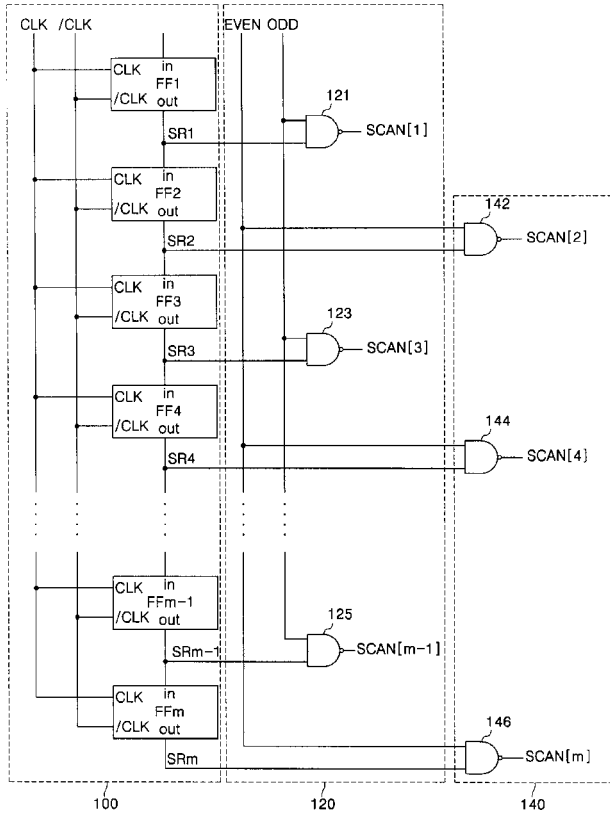 CLK /CLK EVEN ODD
CLK in
FF1
/CLK out
121
SR1 SCAN[1]
CLK in
FF2
/CLK out
142
SR2 SCAN[2]
CLK in
FF3
/CLK out
123
SR3 SCAN[3]
CLK in
FF4
/CLK out
144
SR4 SCAN[4]
CLK in
FFm-1
/CLK out
125
SRm-1 SCAN[m-1]
CLK in
FFm
/CLK out
146
SRm SCAN[m]
100 120 140